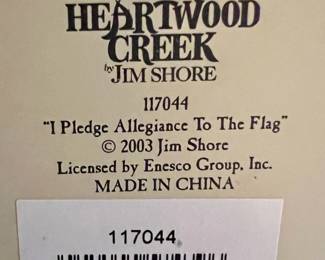 HEARTWOOD
CREEK
by JIM SHORE
117044
"I Pledge Allegiance To The Flag"
© 2003 Jim Shore
Licensed by Enesco Group, Inc.
MADE IN CHINA
117044